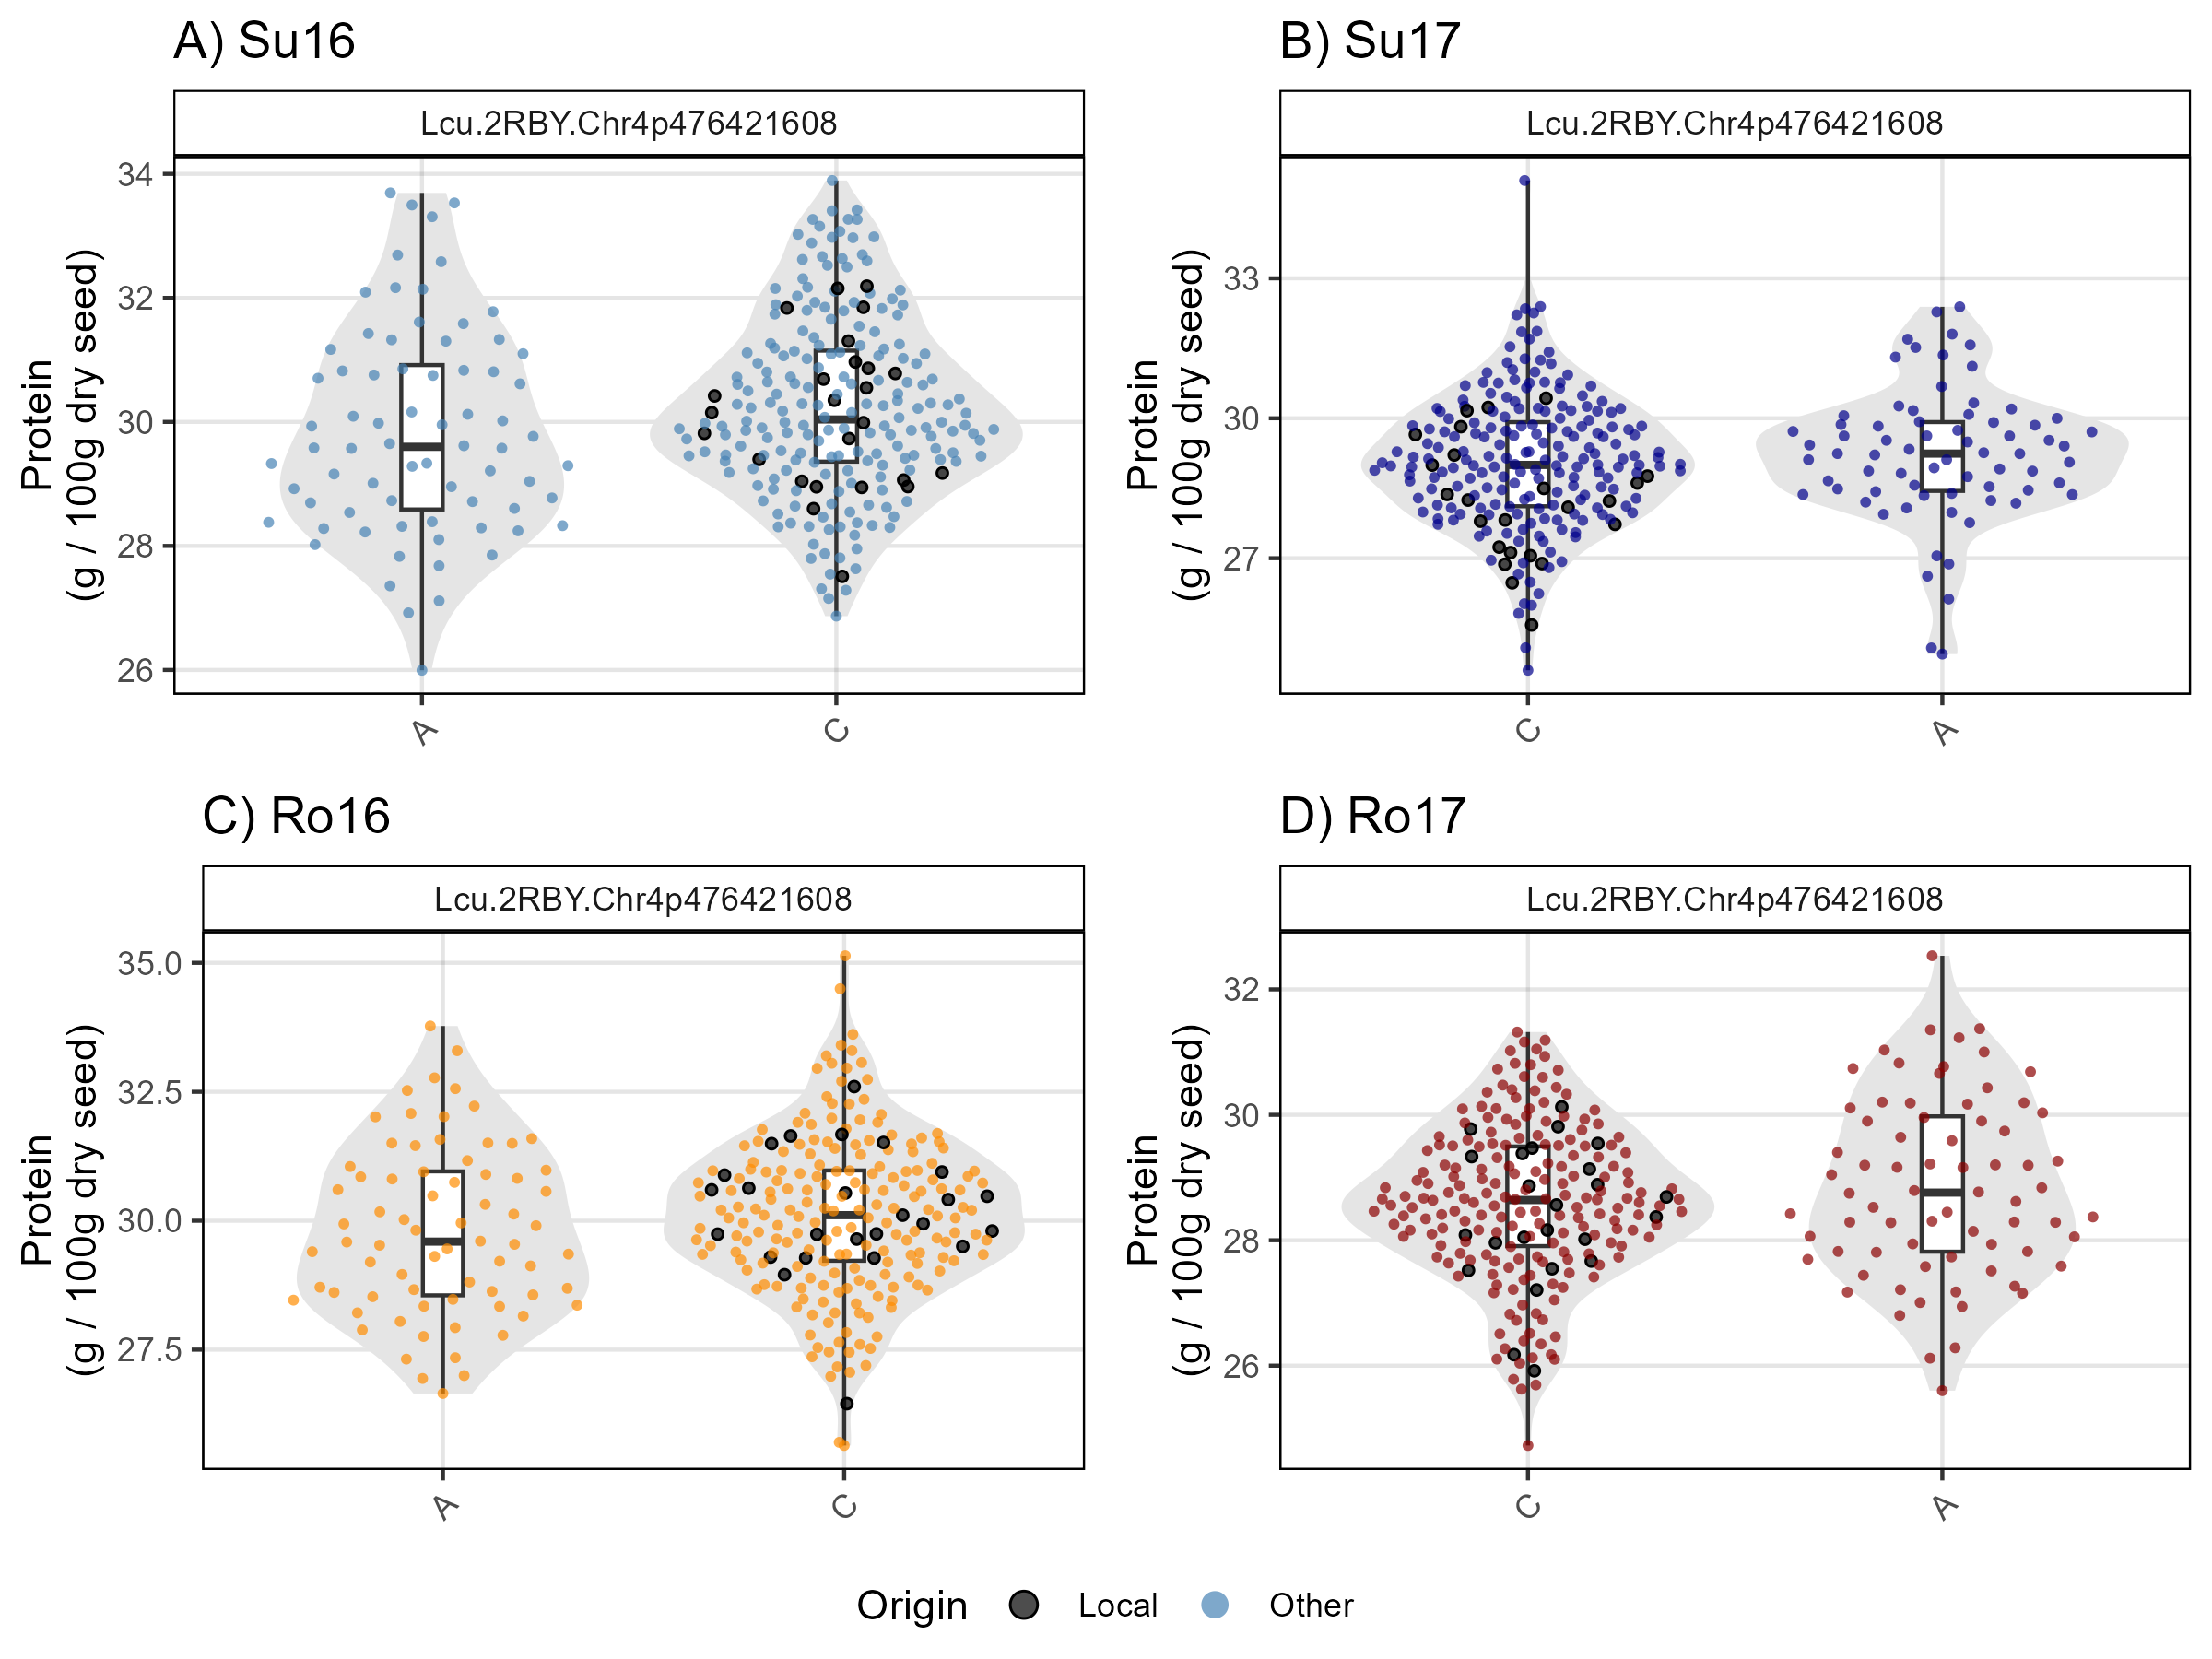 A) Su16
Lcu.2RBY.Chr4p476421608
Protein
(g / 100g dry seed)
34
32
30
28
26
A
C
B) Su17
Lcu.2RBY.Chr4p476421608
Protein
(g / 100g dry seed)
33
30
27
C
A
C) Ro16
Lcu.2RBY.Chr4p476421608
Protein
(g / 100g dry seed)
35.0
32.5
30.0
27.5
A
C
D) Ro17
Lcu.2RBY.Chr4p476421608
Protein
(g / 100g dry seed)
32
30
28
26
C
A
Origin Local Other